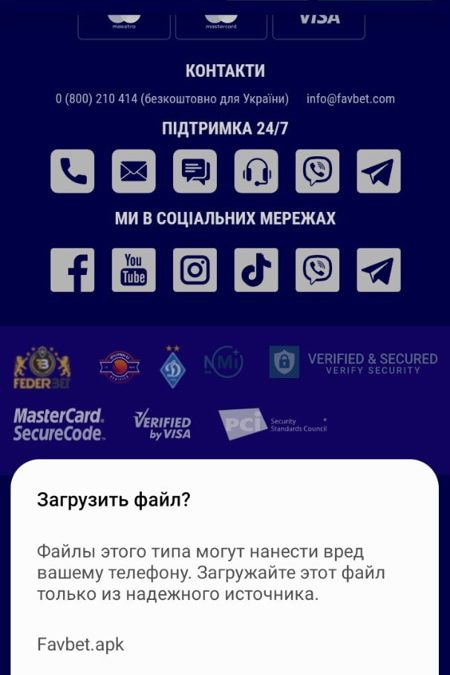 maestro mastercard VISA
КОНТАКТИ
0 (800) 210 414 (безкоштовно для України) info@favbet.com
ПІДТРИМКА 24/7
МИ В СОЦІАЛЬНИХ МЕРЕЖАХ
You
Tube
FEDERBET
NMi
VERIFIED & SECURED
VERIFY SECURITY
MasterCard
SecureCode
VERIFIED
by VISA
PCI Security
Standards Council
Загрузить файл?
Файлы этого типа могут нанести вред
вашему телефону. Загружайте этот файл
только из надежного источника.
Favbet.apk